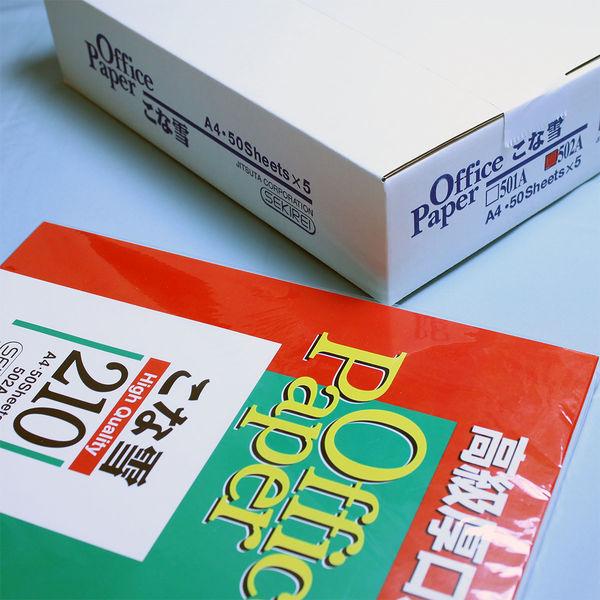 Office
Paper
こな雪
A4・50Sheets×5
JITSUTA CORPORATION
SEKIREI
Office
Paper
こな雪
501A
502A
A4・50Sheets×5
高級厚口
Office
Paper
こな雪
High Quality
210
A4・50Sheets
502A